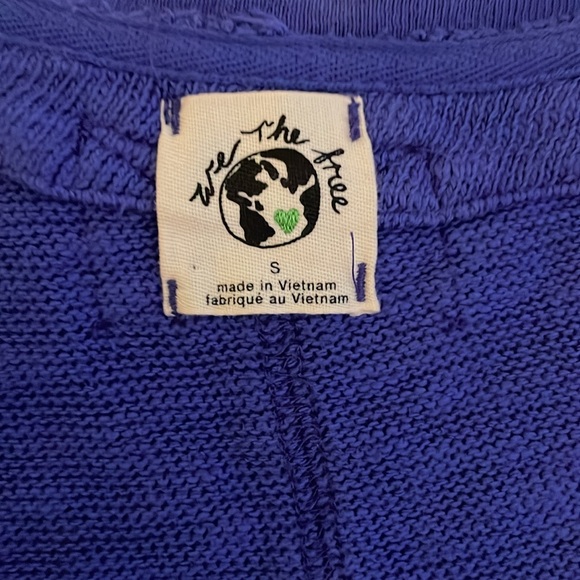 we The free
S
made in Vietnam
fabriqué au Vietnam